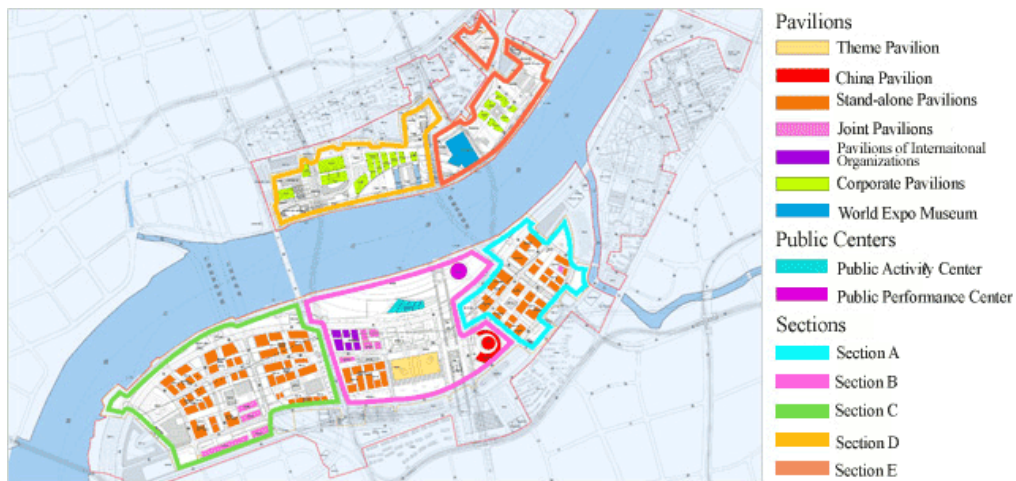 Pavilions
Theme Pavilion
China Pavilion
Stand-alone Pavilions
Joint Pavilions
Pavilions of Internaitonal
Organizations
Corporate Pavilions
World Expo Museum
Public Centers
Public Activity Center
Public Performance Center
Sections
Section A
Section B
Section C
Section D
Section E